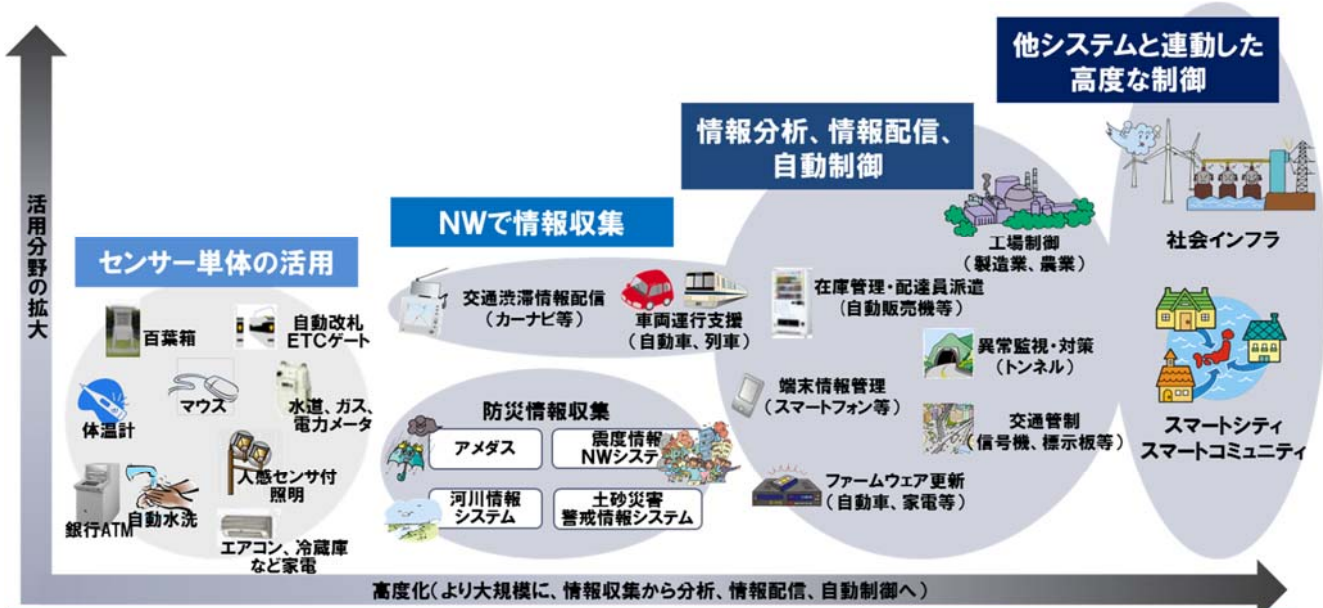 他システムと連動した
高度な制御
情報分析、情報配信、
自動制御
NWで情報収集
センサー単体の活用
活用分野の拡大
百葉箱
自動改札
ETCゲート
マウス
体温計
水道、ガス、
電力メータ
人感センサ付
照明
銀行ATM
自動水洗
エアコン、冷蔵庫
など家電
交通渋滞情報配信
(カーナビ等)
車両運行支援
(自動車、列車)
防災情報収集
アメダス
震度情報
NWシステ
河川情報
システム
土砂災害
警戒情報システム
工場制御
(製造業、農業)
在庫管理・配達員派遣
(自動販売機等)
異常監視・対策
(トンネル)
端末情報管理
(スマートフォン等)
交通管制
(信号機、標示板等)
ファームウェア更新
(自動車、家電等)
社会インフラ
スマートシティ
スマートコミュニティ
高度化(より大規模に、情報収集から分析、情報配信、自動制御へ)